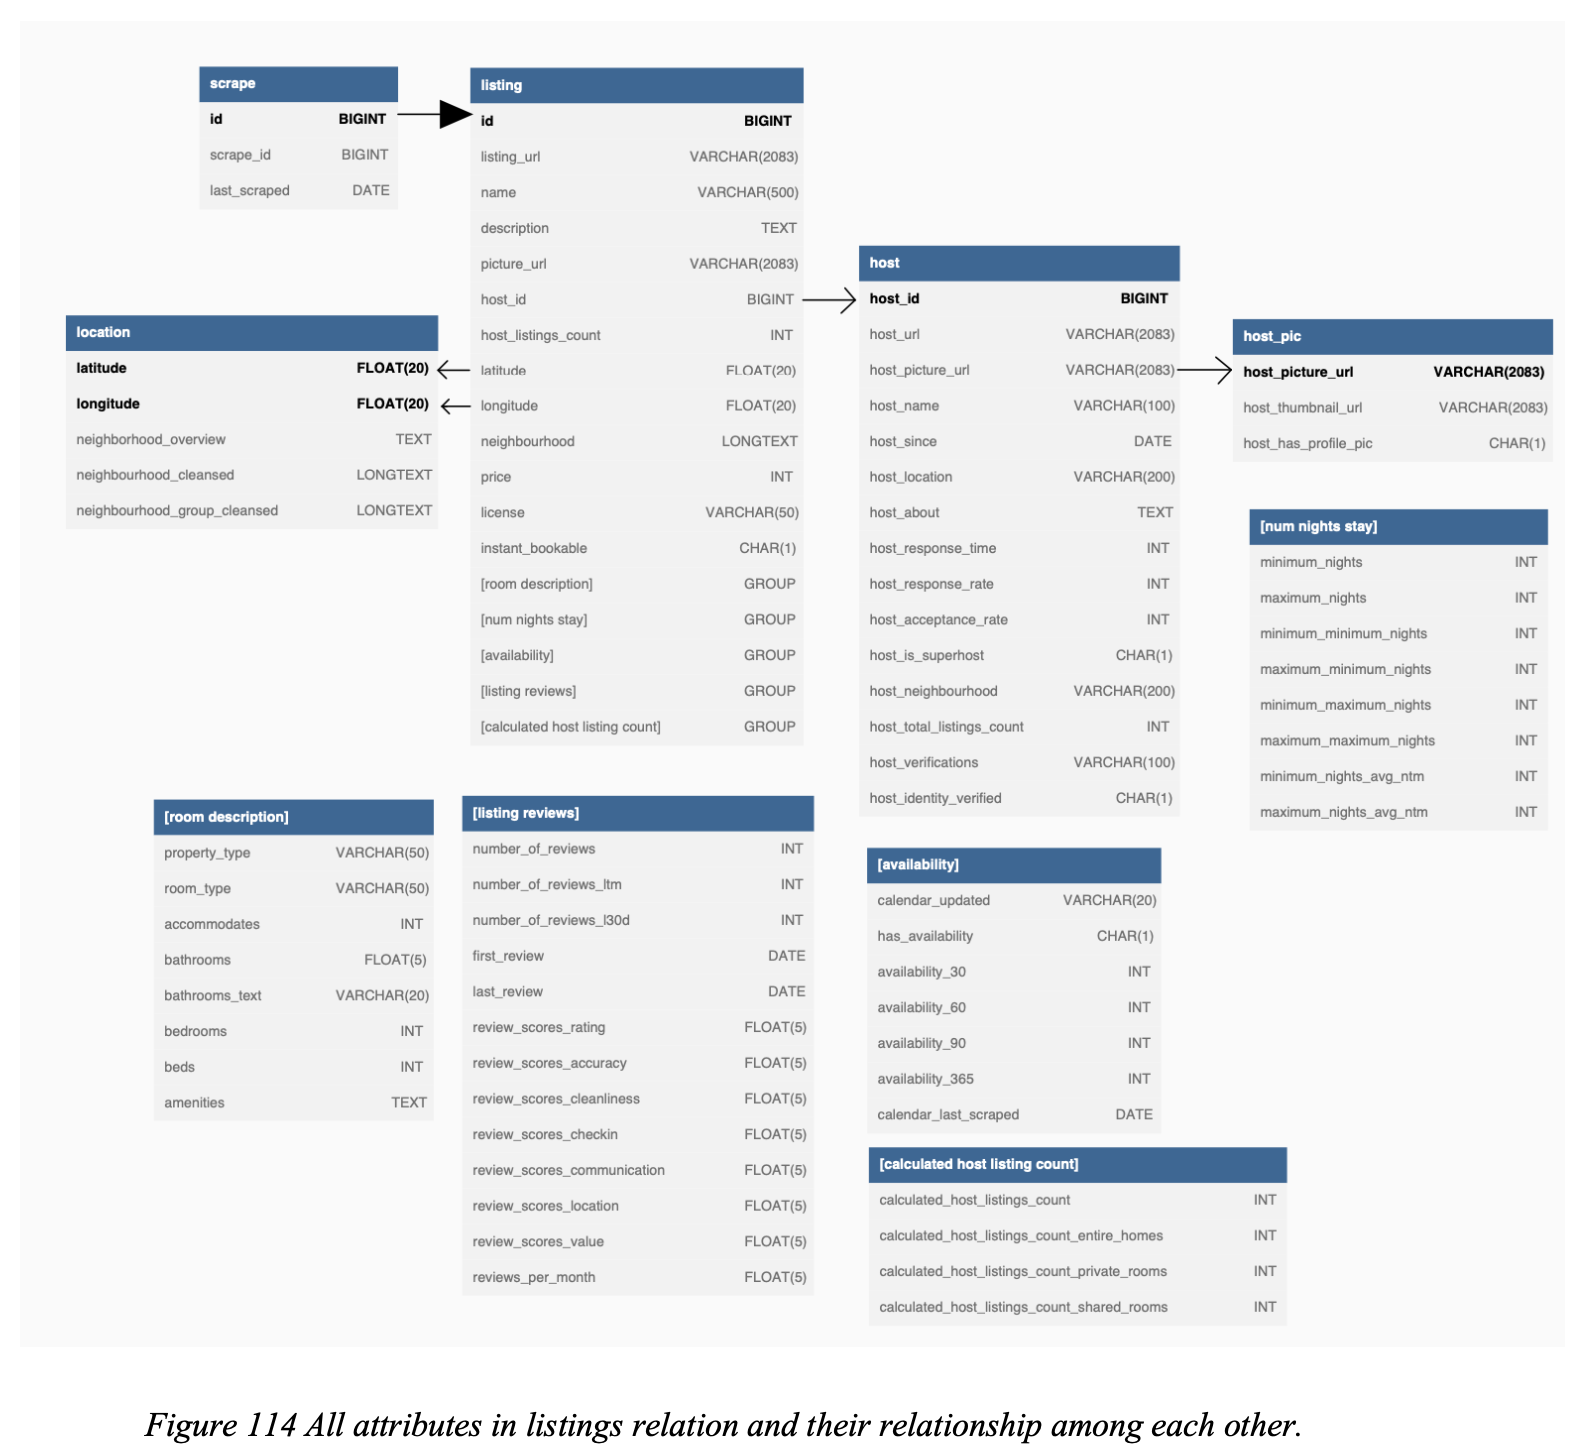 scrape
id BIGINT
scrape_id BIGINT
last_scraped DATE
listing
id BIGINT
listing_url VARCHAR(2083)
name VARCHAR(500)
description TEXT
picture_url VARCHAR(2083)
host_id BIGINT
host_listings_count INT
latitude FLOAT(20)
longitude FLOAT(20)
neighbourhood LONGTEXT
price INT
license VARCHAR(50)
instant_bookable CHAR(1)
[room description] GROUP
[num nights stay] GROUP
[availability] GROUP
[listing reviews] GROUP
[calculated host listing count] GROUP
location
latitude FLOAT(20)
longitude FLOAT(20)
neighborhood_overview TEXT
neighbourhood_cleansed LONGTEXT
neighbourhood_group_cleansed LONGTEXT
host
host_id BIGINT
host_url VARCHAR(2083)
host_picture_url VARCHAR(2083)
host_name VARCHAR(100)
host_since DATE
host_location VARCHAR(200)
host_about TEXT
host_response_time INT
host_response_rate INT
host_acceptance_rate INT
host_is_superhost CHAR(1)
host_neighbourhood VARCHAR(200)
host_total_listings_count INT
host_verifications VARCHAR(100)
host_identity_verified CHAR(1)
host_pic
host_picture_url VARCHAR(2083)
host_thumbnail_url VARCHAR(2083)
host_has_profile_pic CHAR(1)
[num nights stay]
minimum_nights INT
maximum_nights INT
minimum_minimum_nights INT
maximum_minimum_nights INT
minimum_maximum_nights INT
maximum_maximum_nights INT
minimum_nights_avg_ntm INT
maximum_nights_avg_ntm INT
[room description]
property_type VARCHAR(50)
room_type VARCHAR(50)
accommodates INT
bathrooms FLOAT(5)
bathrooms_text VARCHAR(20)
bedrooms INT
beds INT
amenities TEXT
[listing reviews]
number_of_reviews INT
number_of_reviews_ltm INT
number_of_reviews_l30d INT
first_review DATE
last_review DATE
review_scores_rating FLOAT(5)
review_scores_accuracy FLOAT(5)
review_scores_cleanliness FLOAT(5)
review_scores_checkin FLOAT(5)
review_scores_communication FLOAT(5)
review_scores_location FLOAT(5)
review_scores_value FLOAT(5)
reviews_per_month FLOAT(5)
[availability]
calendar_updated VARCHAR(20)
has_availability CHAR(1)
availability_30 INT
availability_60 INT
availability_90 INT
availability_365 INT
calendar_last_scraped DATE
[calculated host listing count]
calculated_host_listings_count INT
calculated_host_listings_count_entire_homes INT
calculated_host_listings_count_private_rooms INT
calculated_host_listings_count_shared_rooms INT
Figure 114 All attributes in listings relation and their relationship among each other.